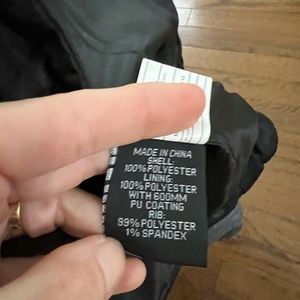 MADE IN CHINA
SHELL:
100% POLYESTER
LINING:
100% POLYESTER
WITH 600MM
PU COATING
RIB:
99% POLYESTER
1% SPANDEX